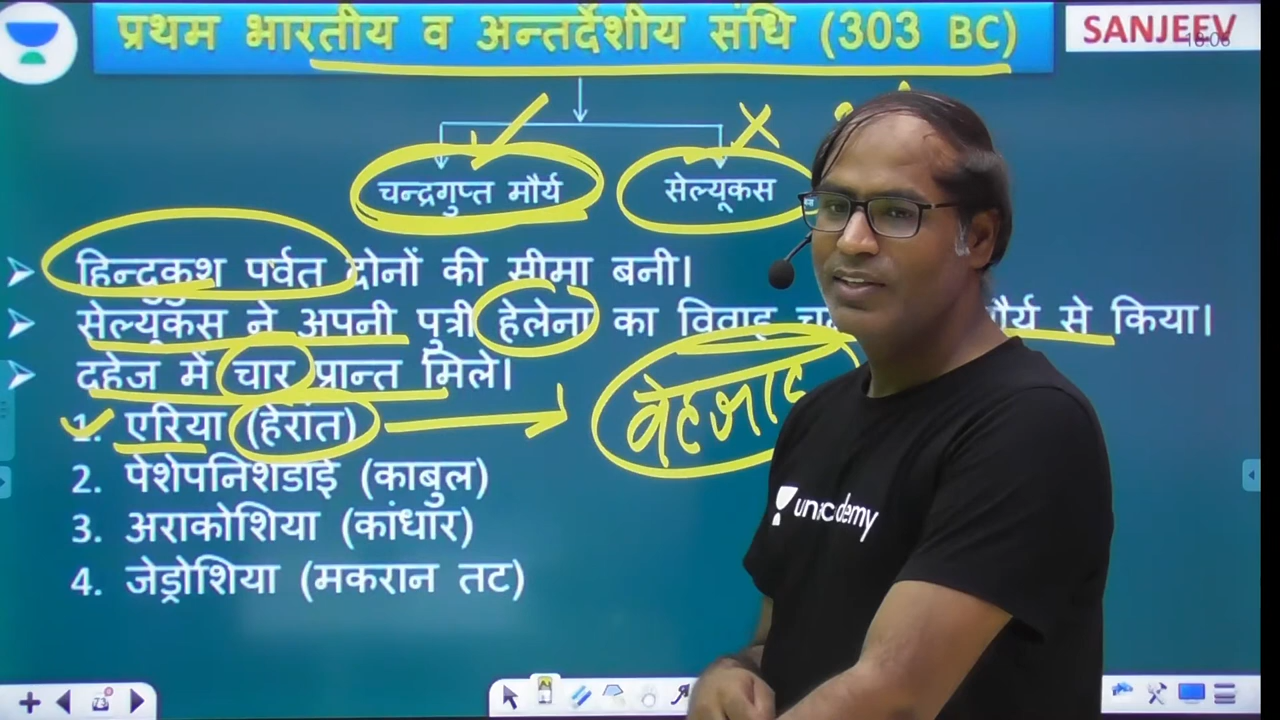 प्रथम भारतीय व अन्तर्देशीय संधि (303 BC)
SANJEEV
चन्द्रगुप्त मौर्य
सेल्यूकस
हिन्दुकुश पर्वत दोनों की सीमा बनी।
सेल्यूकस ने अपनी पुत्री हेलेना का विवाह मौर्य से किया।
दहेज में चार प्रान्त मिले।
1. एरिया (हेरात)
2. पेशेपनिशडाई (काबुल)
3. अराकोशिया (कांधार)
4. जेड्रोशिया (मकरान तट)
unacademy